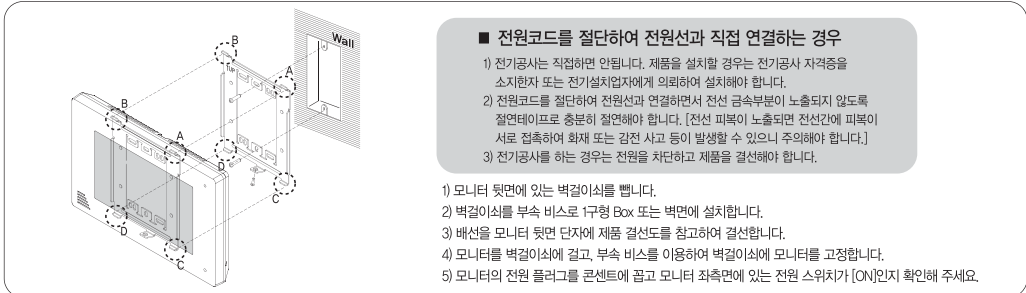 Wall
B
TOP
A
B
A
D
C
D
C
■ 전원코드를 절단하여 전원선과 직접 연결하는 경우
1) 전기공사는 직접하면 안됩니다. 제품을 설치할 경우는 전기공사 자격증을
소지한자 또는 전기설치업자에게 의뢰하여 설치해야 합니다.
2) 전원코드를 절단하여 전원선과 연결하면서 전선 금속부분이 노출되지 않도록
절연테이프로 충분히 절연해야 합니다. [전선 피복이 노출되면 전선간에 피복이
서로 접촉하여 화재 또는 감전 사고 등이 발생할 수 있으니 주의해야 합니다.]
3) 전기공사를 하는 경우는 전원을 차단하고 제품을 결선해야 합니다.
1) 모니터 뒷면에 있는 벽걸이쇠를 뺍니다.
2) 벽걸이쇠를 부속 비스로 1구형 Box 또는 벽면에 설치합니다.
3) 배선을 모니터 뒷면 단자에 제품 결선도를 참고하여 결선합니다.
4) 모니터를 벽걸이쇠에 걸고, 부속 비스를 이용하여 벽걸이쇠에 모니터를 고정합니다.
5) 모니터의 전원 플러그를 콘센트에 꼽고 모니터 좌측면에 있는 전원 스위치가 [ON]인지 확인해 주세요.